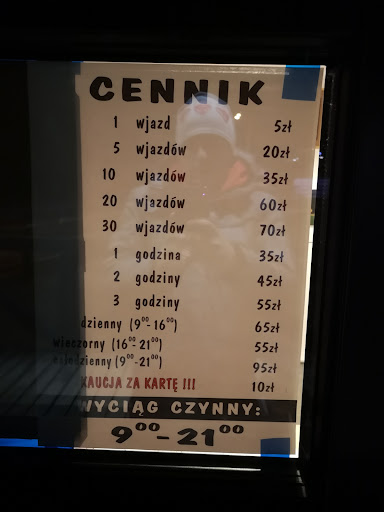 CENNIK
1 wjazd 5zł
5 wjazdów 20zł
10 wjazdów 35zł
20 wjazdów 60zł
30 wjazdów 70zł
1 godzina 35zł
2 godziny 45zł
3 godziny 55zł
dzienny (9⁰⁰-16⁰⁰) 65zł
wieczorny (16⁰⁰-21⁰⁰) 55zł
całodzienny (9⁰⁰-21⁰⁰) 95zł
KAUCJA ZA KARTĘ !!! 10zł
WYCIĄG CZYNNY:
9⁰⁰-21⁰⁰